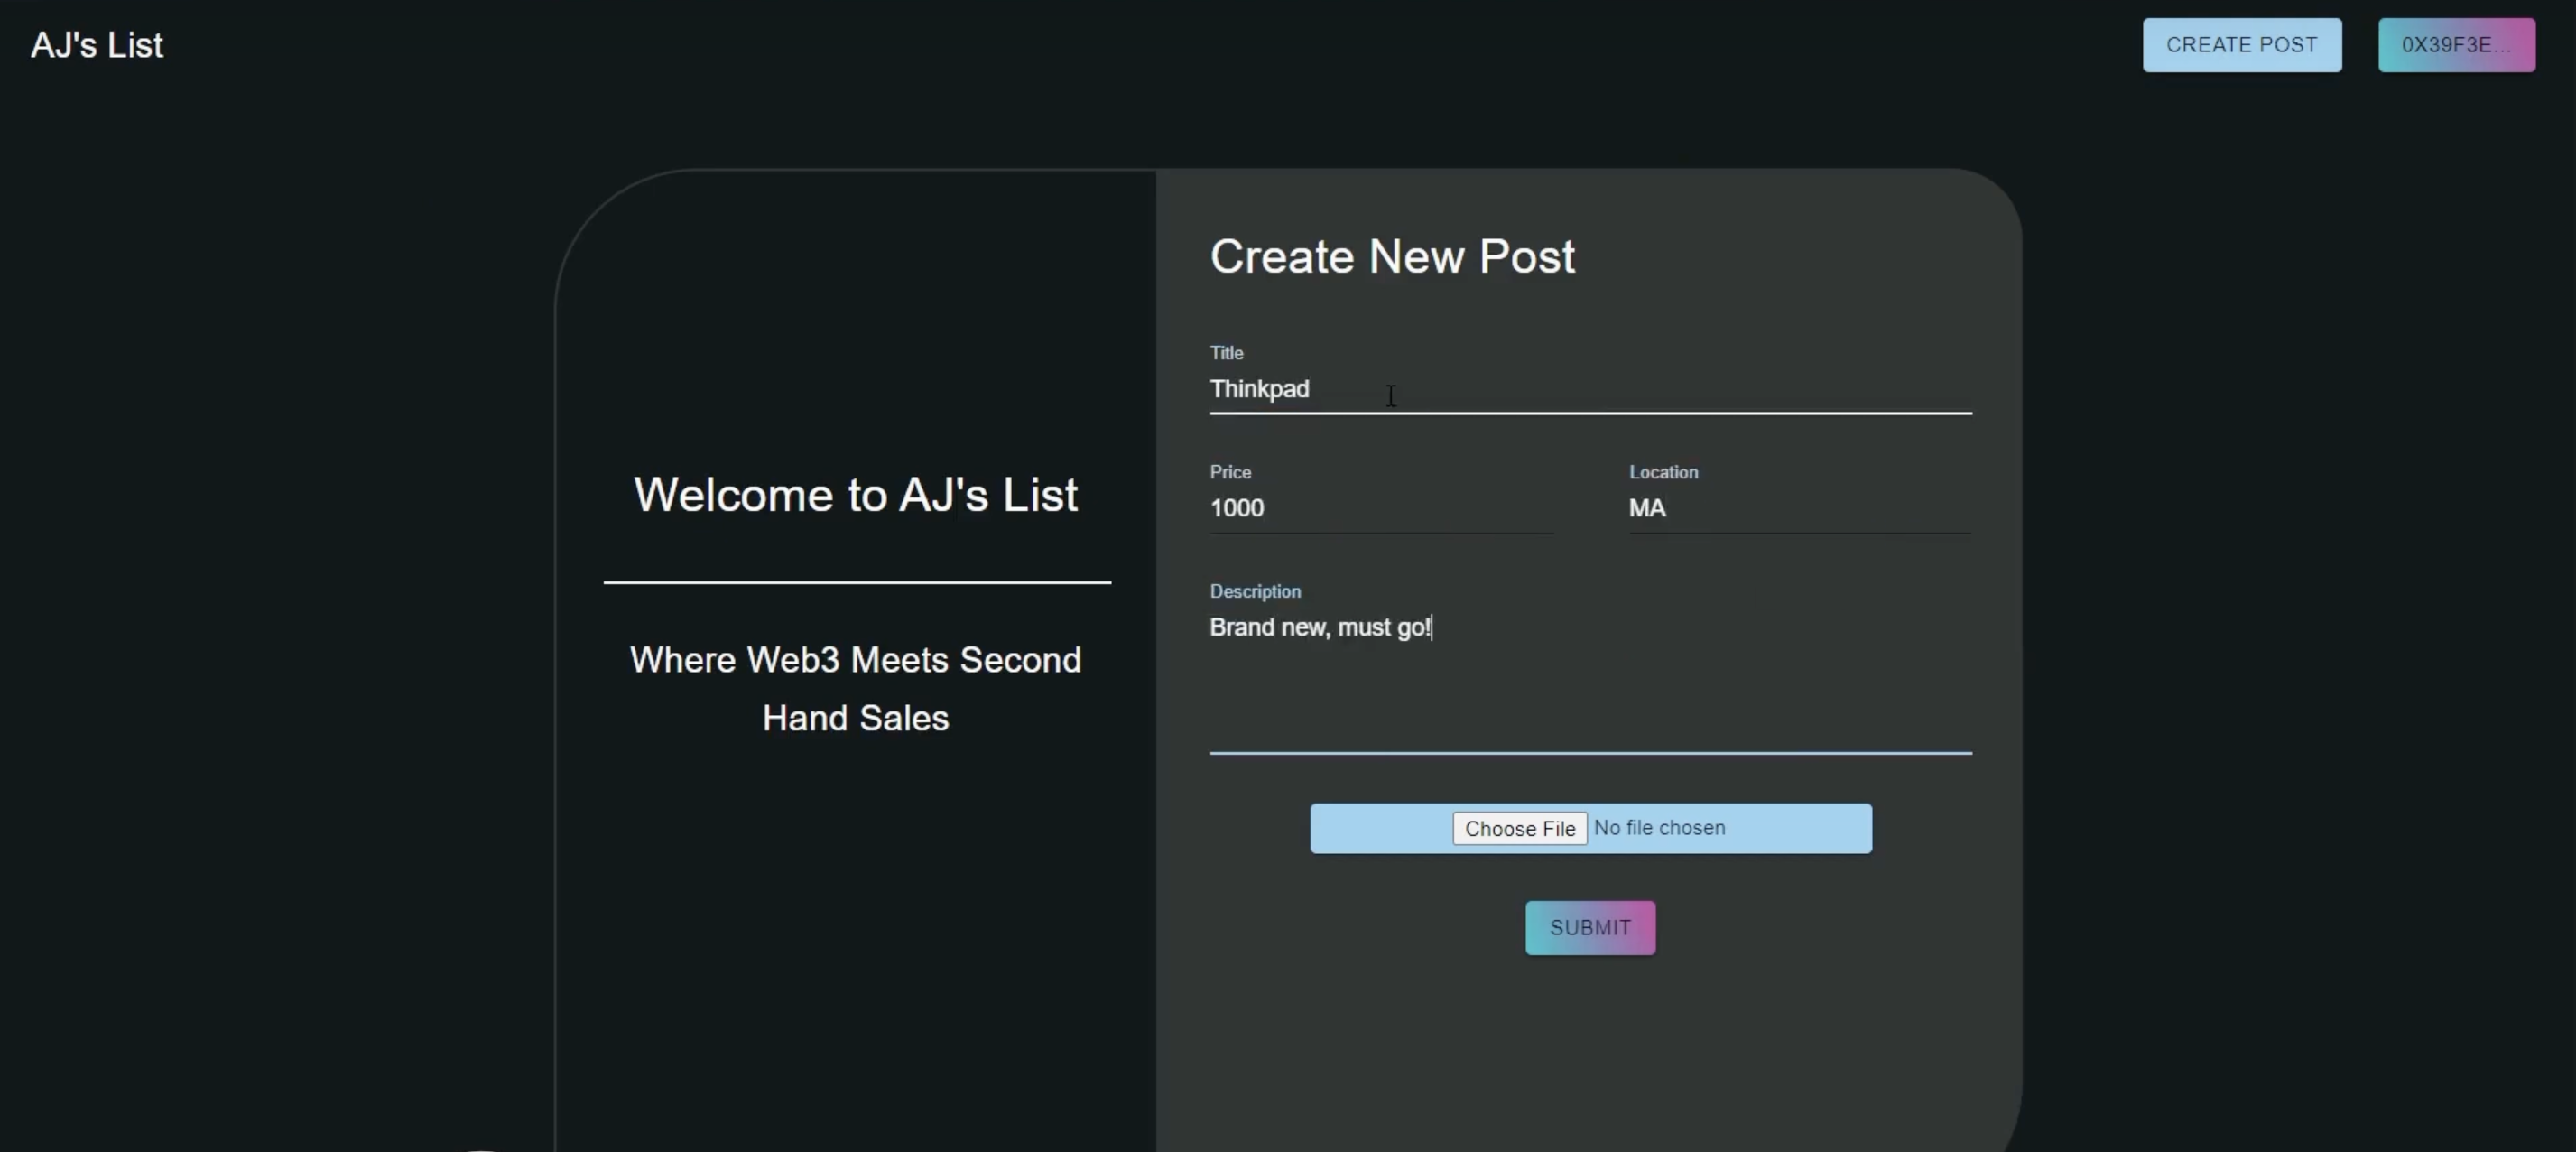 AJ's List
CREATE POST
0X39F3E...
Create New Post
Title
Thinkpad
Price
Location
1000
MA
Description
Brand new, must go!
Welcome to AJ's List
Where Web3 Meets Second
Hand Sales
Choose File No file chosen
SUBMIT